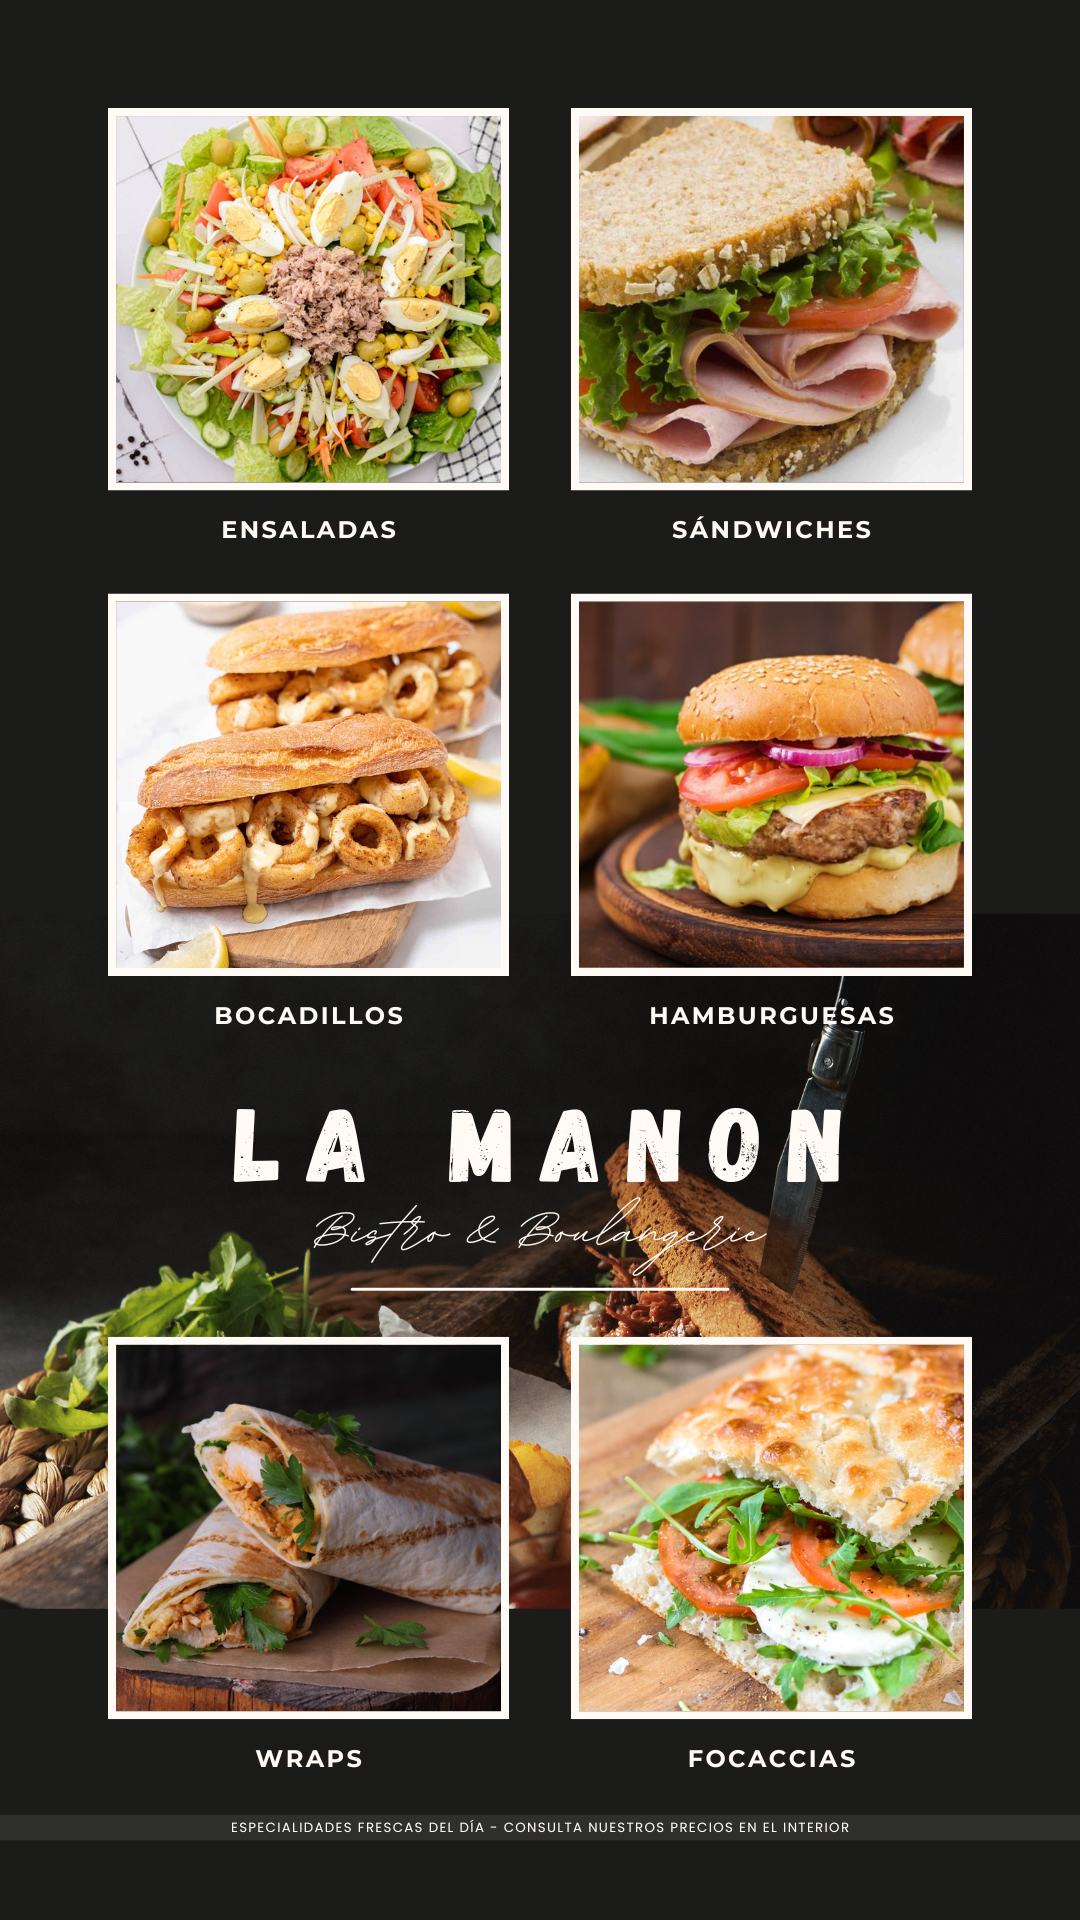 ENSALADAS
SÁNDWICHES
BOCADILLOS
HAMBURGUESAS
LA MANON
Bistro & Boulangerie
WRAPS
FOCACCIAS
ESPECIALIDADES FRESCAS DEL DÍA - CONSULTA NUESTROS PRECIOS EN EL INTERIOR